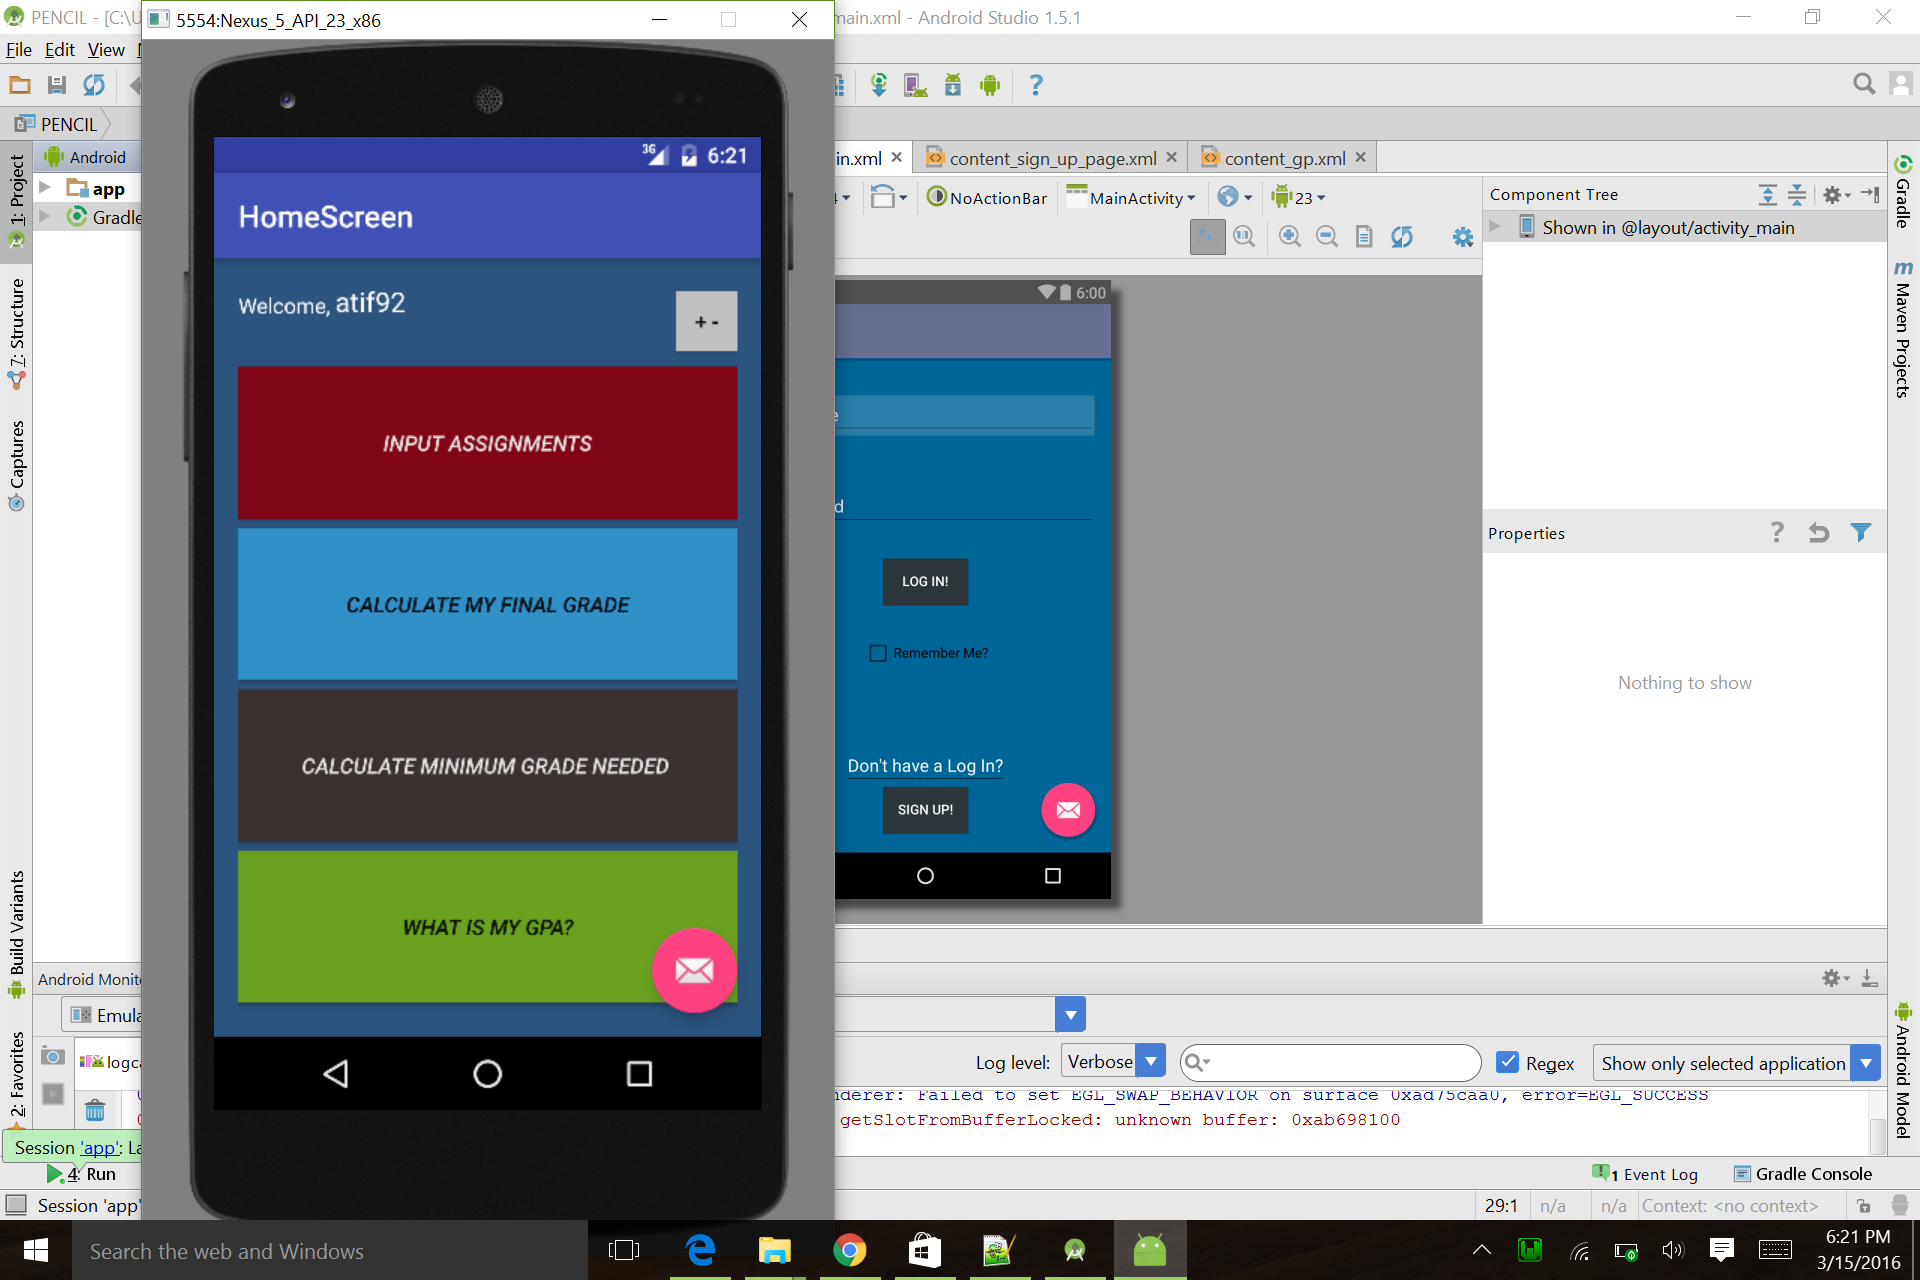 PENCIL - [C:\U
5554:Nexus_5_API_23_x86
main.xml - Android Studio 1.5.1
File Edit View
?
PENCIL
Android
in.xml
content_sign_up_page.xml
content_gp.xml
app
Gradle
NoActionBar
MainActivity
23
1:1
Component Tree
Shown in @layout/activity_main
1: Project
7: Structure
Captures
Build Variants
2: Favorites
Gradle
m Maven Projects
Android Model
3G 6:21
HomeScreen
Welcome, atif92
+ -
INPUT ASSIGNMENTS
CALCULATE MY FINAL GRADE
CALCULATE MINIMUM GRADE NEEDED
WHAT IS MY GPA?
6:00
e
d
LOG IN!
Remember Me?
Don't have a Log In?
SIGN UP!
Properties
?
Nothing to show
Android Monit
Emula
logca
Log level: Verbose
Regex
Show only selected application
nderer: Failed to set EGL_SWAP_BEHAVIOR on surface 0xad75caa0, error=EGL_SUCCESS
getSlotFromBufferLocked: unknown buffer: 0xab698100
Session 'app': La
4: Run
1 Event Log
Gradle Console
Session 'app'
29:1 n/a n/a Context: <no context>
Search the web and Windows
6:21 PM
3/15/2016